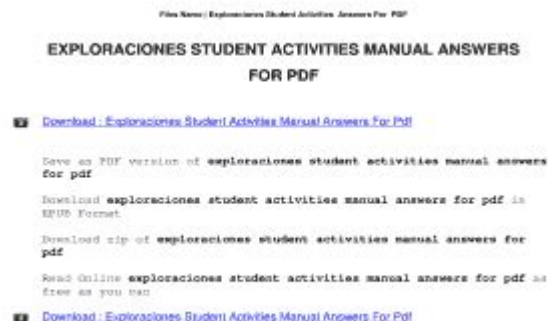 Files Name | Exploraciones Student Activities Answers For PDF
EXPLORACIONES STUDENT ACTIVITIES MANUAL ANSWERS
FOR PDF
Download : Exploraciones Student Activities Manual Answers For Pdf
Save as PDF version of exploraciones student activities manual answers
for pdf
Download exploraciones student activities manual answers for pdf in
EPUB Format
Download zip of exploraciones student activities manual answers for
pdf
Read Online exploraciones student activities manual answers for pdf as
free as you can
Download : Exploraciones Student Activities Manual Answers For Pdf